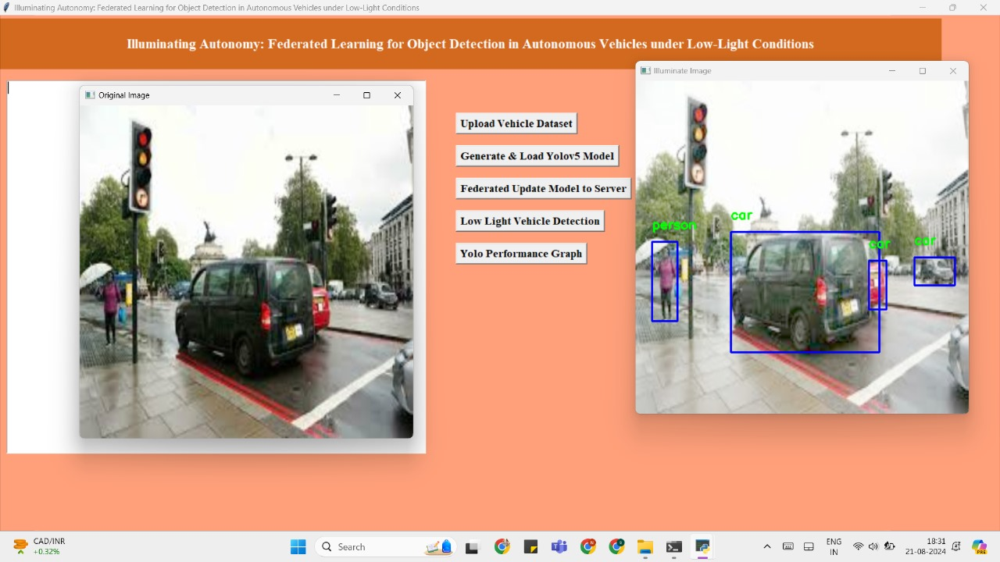 Illuminating Autonomy: Federated Learning for Object Detection in Autonomous Vehicles under Low-Light Conditions
Illuminating Autonomy: Federated Learning for Object Detection in Autonomous Vehicles under Low-Light Conditions
Original Image
Illuminate Image
Upload Vehicle Dataset
Generate & Load Yolov5 Model
Federated Update Model to Server
Low Light Vehicle Detection
Yolo Performance Graph
person
car
car
car
CAD/INR
+0.32%
Search
ENG
IN
18:31
21-08-2024
PRE